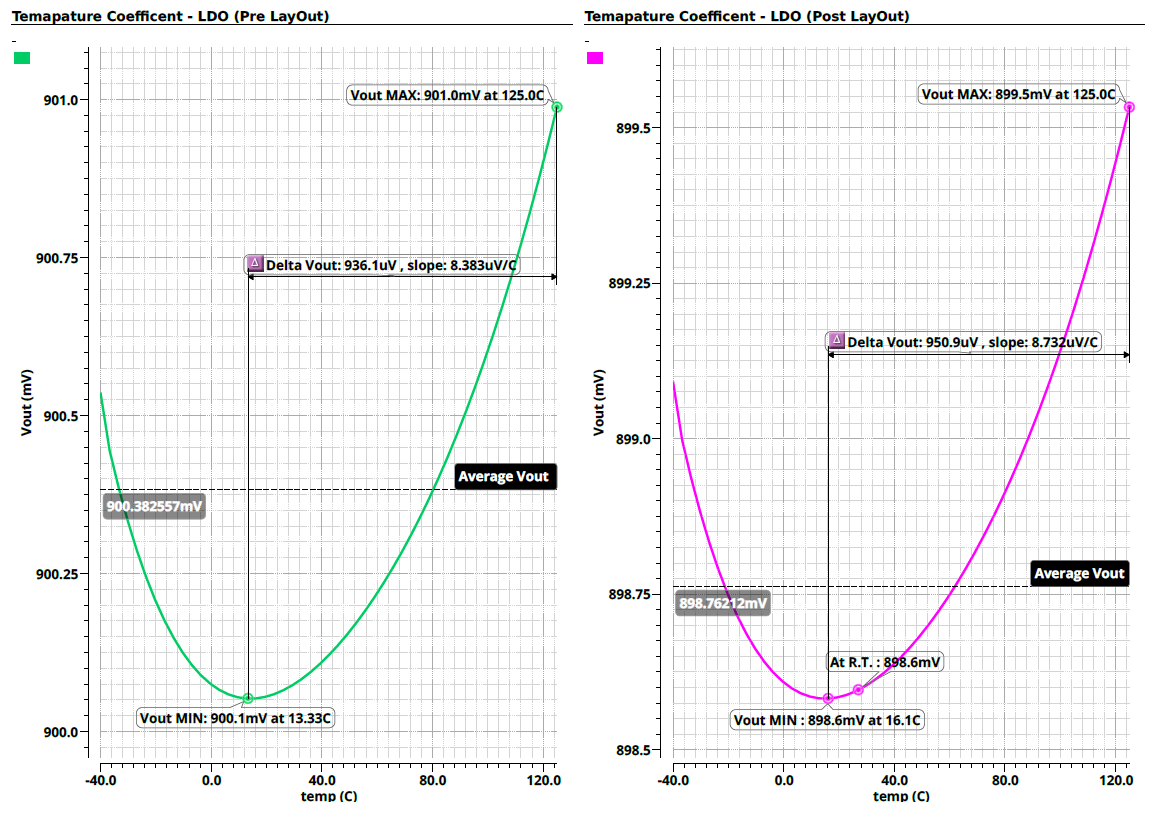 Temapature Coefficent - LDO (Pre LayOut)
Vout MAX: 901.0mV at 125.0C
901.0
Delta Vout: 936.1uV , slope: 8.383uV/C
900.75
Vout (mV)
900.5
Average Vout
900.382557mV
900.25
Vout MIN: 900.1mV at 13.33C
900.0
-40.0 0.0 40.0 80.0 120.0
temp (C)
Temapature Coefficent - LDO (Post LayOut)
Vout MAX: 899.5mV at 125.0C
899.5
899.25
Delta Vout: 950.9uV , slope: 8.732uV/C
Vout (mV)
899.0
Average Vout
898.75
898.76212mV
At R.T. : 898.6mV
Vout MIN : 898.6mV at 16.1C
898.5
-40.0 0.0 40.0 80.0 120.0
temp (C)